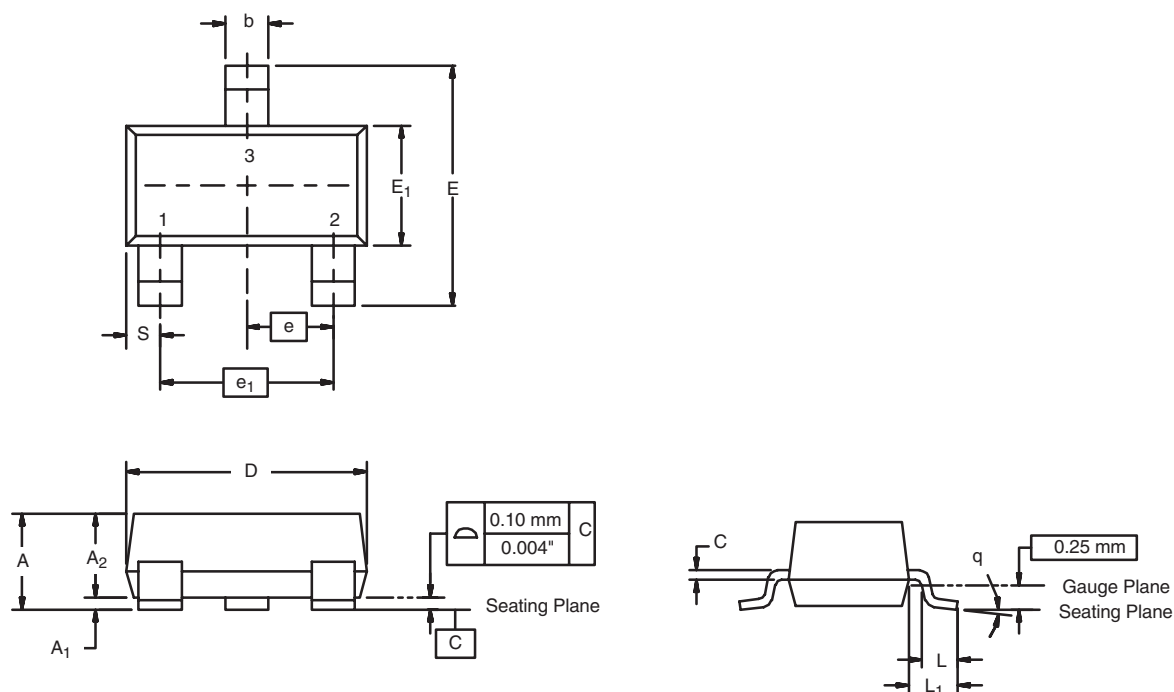 b
3
E₁
E
1
2
S
e
e₁
D
A
A₂
0.10 mm
C
0.004"
Seating Plane
A₁
C
C
q
0.25 mm
Gauge Plane
Seating Plane
L
L₁